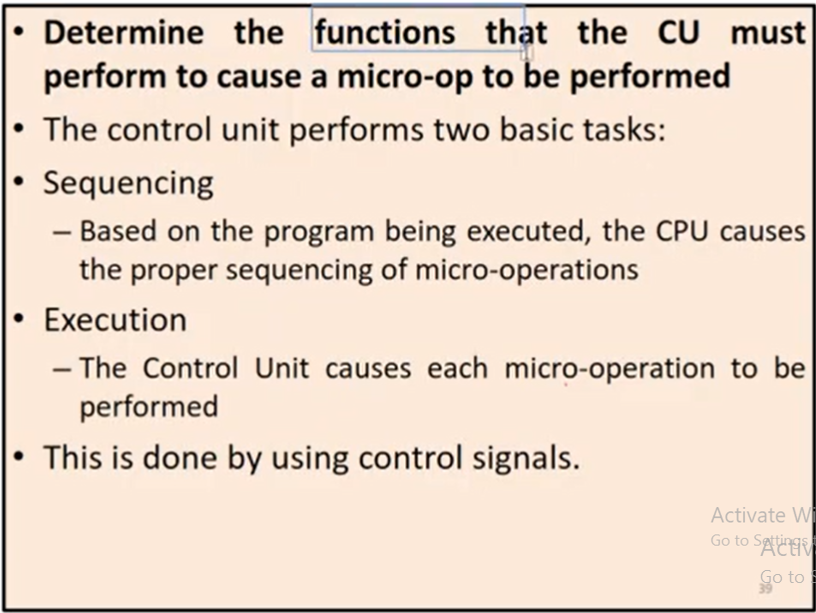 • Determine the functions that the CU must
perform to cause a micro-op to be performed
• The control unit performs two basic tasks:
• Sequencing
– Based on the program being executed, the CPU causes
the proper sequencing of micro-operations
• Execution
– The Control Unit causes each micro-operation to be
performed
• This is done by using control signals.
Activate Wi
Go to Settings t
Activ
Go to S
39